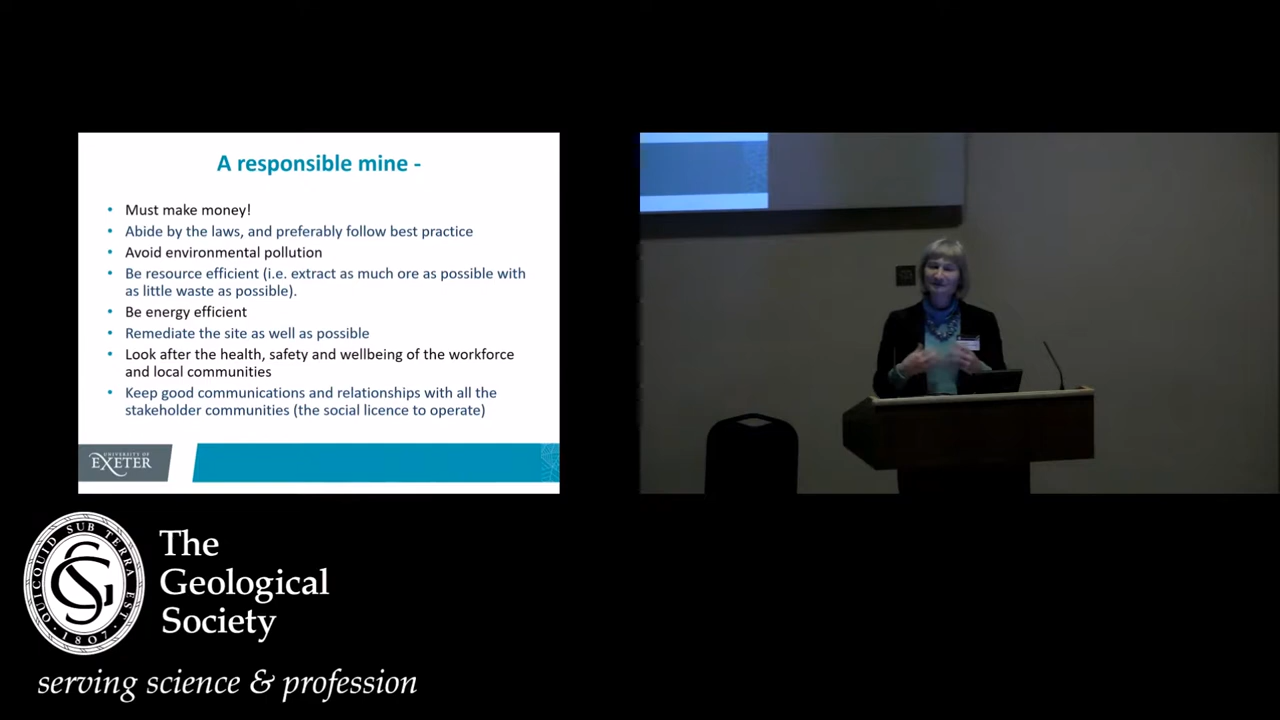 A responsible mine -
• Must make money!
• Abide by the laws, and preferably follow best practice
• Avoid environmental pollution
• Be resource efficient (i.e. extract as much ore as possible with
as little waste as possible).
• Be energy efficient
• Remediate the site as well as possible
• Look after the health, safety and wellbeing of the workforce
and local communities
• Keep good communications and relationships with all the
stakeholder communities (the social licence to operate)
UNIVERSITY OF
EXETER
QUICQUID SUB TERRA EST
1807
GS
The
Geological
Society
serving science & profession